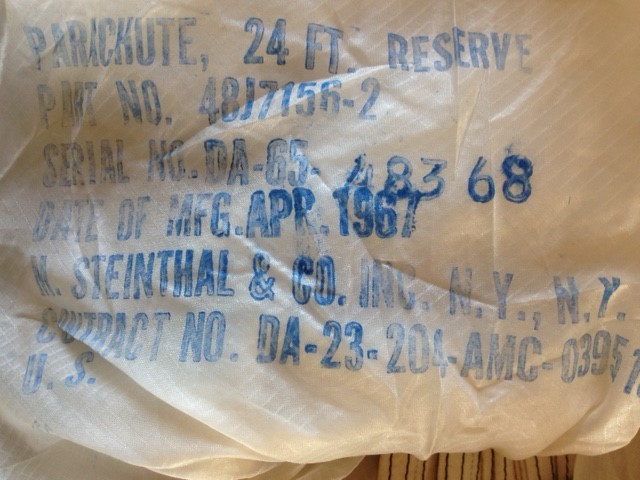 PARACHUTE, 24 FT RESERVE
PART NO. 48J7156-2
SERIAL NO. DA-65- 48368
DATE OF MFG. APR. 1967
M. STEINTHAL & CO. INC. N.Y., N.Y.
CONTRACT NO. DA-23-204-AMC-
U. S.